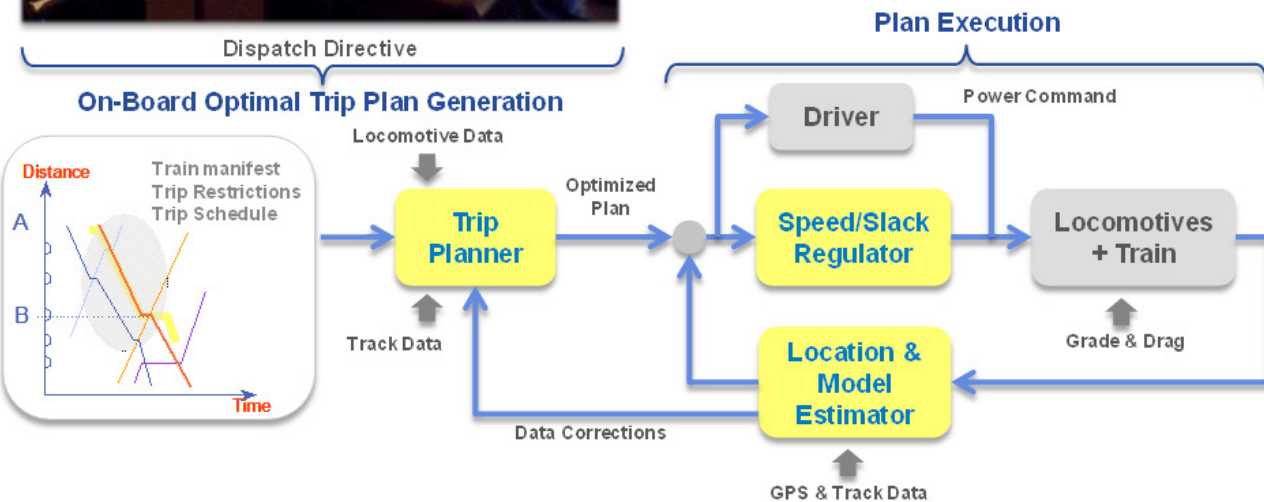 Dispatch Directive
On-Board Optimal Trip Plan Generation
Plan Execution
Distance
A
B
Time
Train manifest
Trip Restrictions
Trip Schedule
Locomotive Data
Trip
Planner
Track Data
Optimized
Plan
Driver
Power Command
Speed/Slack
Regulator
Locomotives
+ Train
Grade & Drag
Location &
Model
Estimator
Data Corrections
GPS & Track Data